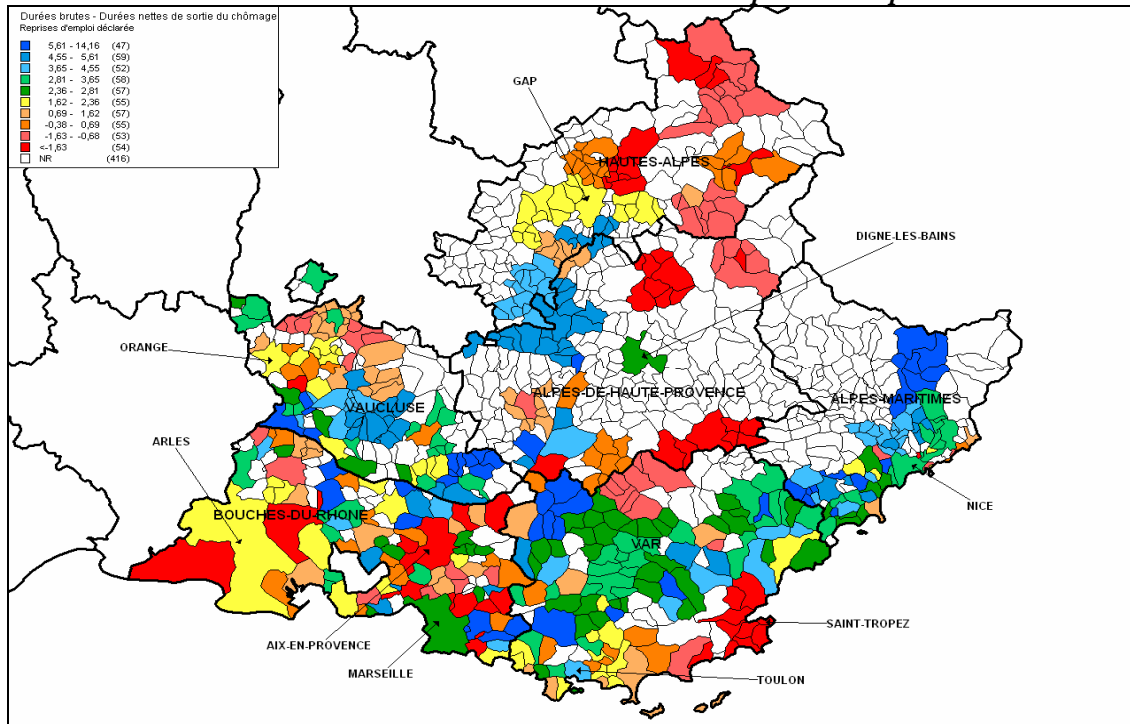 Durées brutes - Durées nettes de sortie du chômage
Reprises d'emploi déclarée
5,61 - 14,16 (47)
4,55 - 5,61 (59)
3,65 - 4,55 (52)
2,81 - 3,65 (58)
2,36 - 2,81 (57)
1,62 - 2,36 (55)
0,69 - 1,62 (57)
-0,38 - 0,69 (55)
-1,63 - -0,68 (53)
<-1,63 (54)
NR (416)
GAP
HAUTES-ALPES
DIGNE-LES-BAINS
ORANGE
VAUCLUSE
ALPES-DE-HAUTE-PROVENCE
ALPES-MARITIMES
ARLES
BOUCHES-DU-RHONE
NICE
VAR
AIX-EN-PROVENCE
MARSEILLE
SAINT-TROPEZ
TOULON